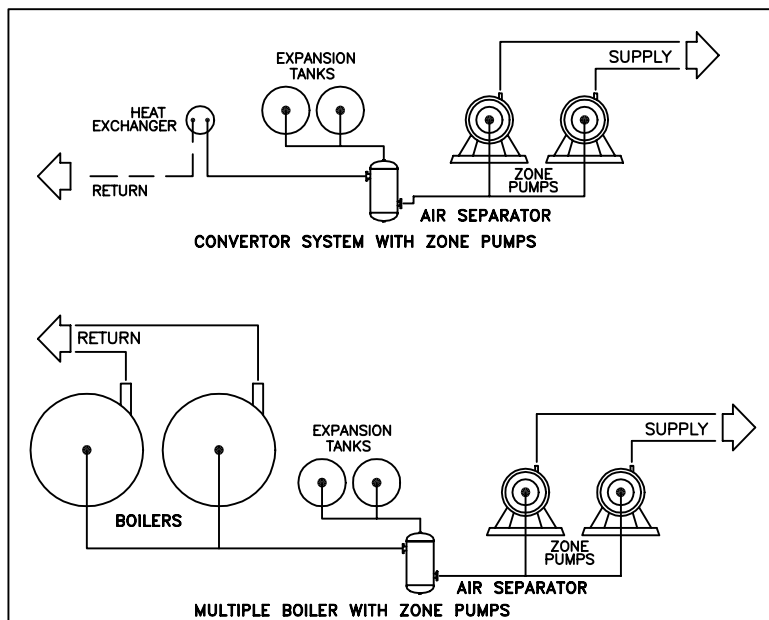 EXPANSION
TANKS
SUPPLY
HEAT
EXCHANGER
RETURN
ZONE
PUMPS
AIR SEPARATOR
CONVERTOR SYSTEM WITH ZONE PUMPS
RETURN
EXPANSION
TANKS
SUPPLY
BOILERS
ZONE
PUMPS
AIR SEPARATOR
MULTIPLE BOILER WITH ZONE PUMPS